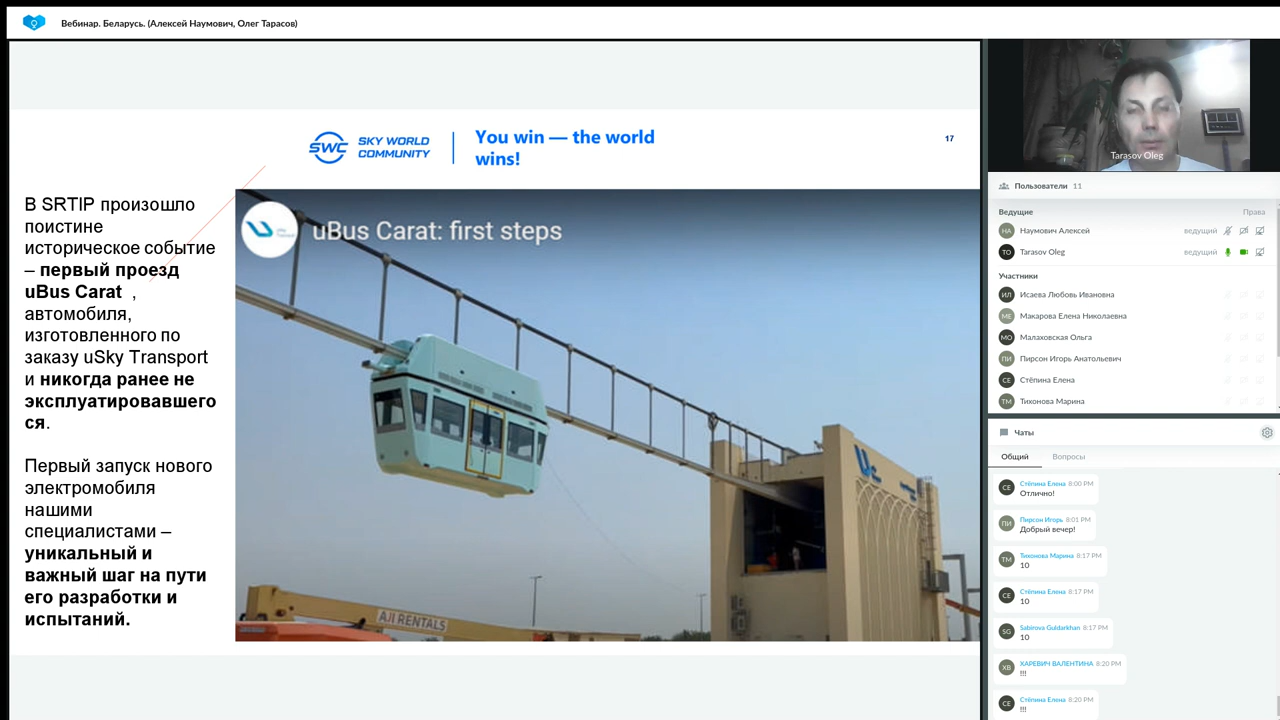 Вебинар. Беларусь. (Алексей Наумович, Олег Тарасов)
SWC
SKY WORLD
COMMUNITY
You win — the world
wins!
17
В SRTIP произошло
поистине
историческое событие
– первый проезд
uBus Carat ,
автомобиля,
изготовленного по
заказу uSky Transport
и никогда ранее не
эксплуатировавшего
ся.
Первый запуск нового
электромобиля
нашими
специалистами –
уникальный и
важный шаг на пути
его разработки и
испытаний.
uBus Carat: first steps
AJI RENTALS
Tarasov Oleg
Пользователи 11
Ведущие Права
НА Наумович Алексей ведущий
TO Tarasov Oleg ведущий
Участники
ИЛ Исаева Любовь Ивановна
МЕ Макарова Елена Николаевна
МО Малаховская Ольга
ПИ Пирсон Игорь Анатольевич
СЕ Стёпина Елена
ТМ Тихонова Марина
Чаты
Общий Вопросы
СЕ Стёпина Елена 8:00 PM
Отлично!
ПИ Пирсон Игорь 8:01 PM
Добрый вечер!
ТМ Тихонова Марина 8:17 PM
10
СЕ Стёпина Елена 8:17 PM
10
SG Sabirova Guldarkhan 8:17 PM
10
ХВ ХАРЕВИЧ ВАЛЕНТИНА 8:20 PM
!!!
СЕ Стёпина Елена 8:20 PM
!!!